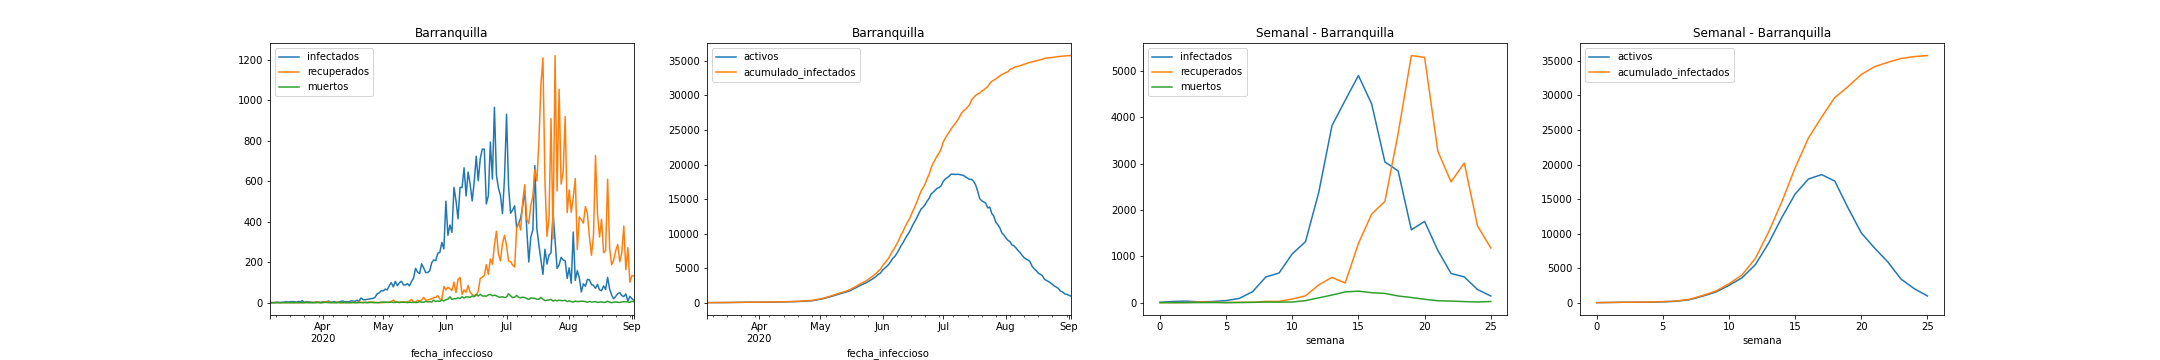 Barranquilla
infectados
recuperados
muertos
1200
1000
800
600
400
200
0
Apr
2020
May
Jun
Jul
Aug
Sep
fecha_infeccioso
Barranquilla
activos
acumulado_infectados
35000
30000
25000
20000
15000
10000
5000
0
Apr
2020
May
Jun
Jul
Aug
Sep
fecha_infeccioso
Semanal - Barranquilla
infectados
recuperados
muertos
5000
4000
3000
2000
1000
0
0
5
10
15
20
25
semana
Semanal - Barranquilla
activos
acumulado_infectados
35000
30000
25000
20000
15000
10000
5000
0
0
5
10
15
20
25
semana